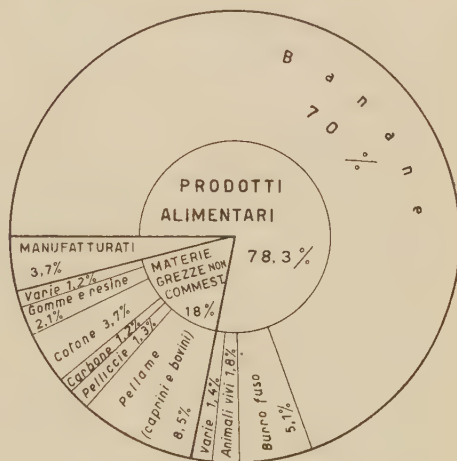 Banane
70 %
PRODOTTI
ALIMENTARI
78.3%
MANUFATTURATI
3,7%
MATERIE
GREZZE NON
COMMEST.
18%
Varie 1,2%
Gomme e resine
2,1%
Cotone 3,7%
Carbone 1,2%
Pelliccie 1,3%
Pellame
(caprini e bovini)
8,5%
Varie 1,4%
Animali vivi 1,8%
Burro fuso
5,1%